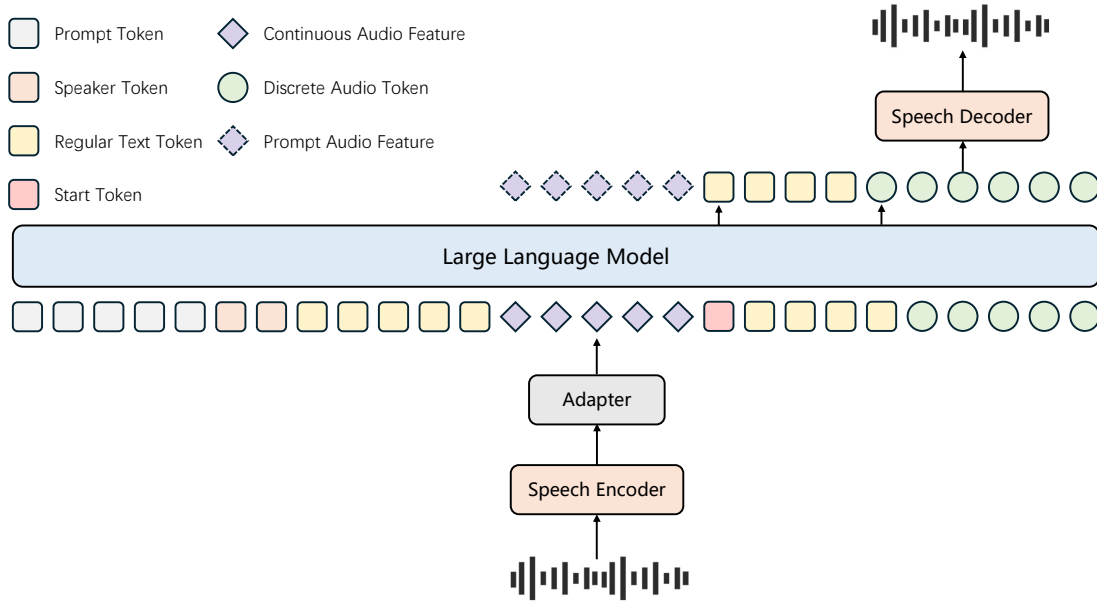 Prompt Token
Continuous Audio Feature
Speaker Token
Discrete Audio Token
Regular Text Token
Prompt Audio Feature
Start Token
Speech Decoder
Large Language Model
Adapter
Speech Encoder